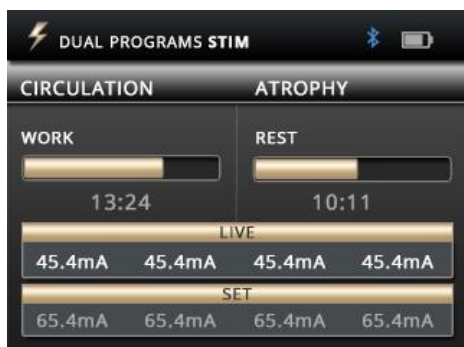 DUAL PROGRAMS STIM
CIRCULATION ATROPHY
WORK REST
13:24 10:11
LIVE
45.4mA 45.4mA 45.4mA 45.4mA
SET
65.4mA 65.4mA 65.4mA 65.4mA